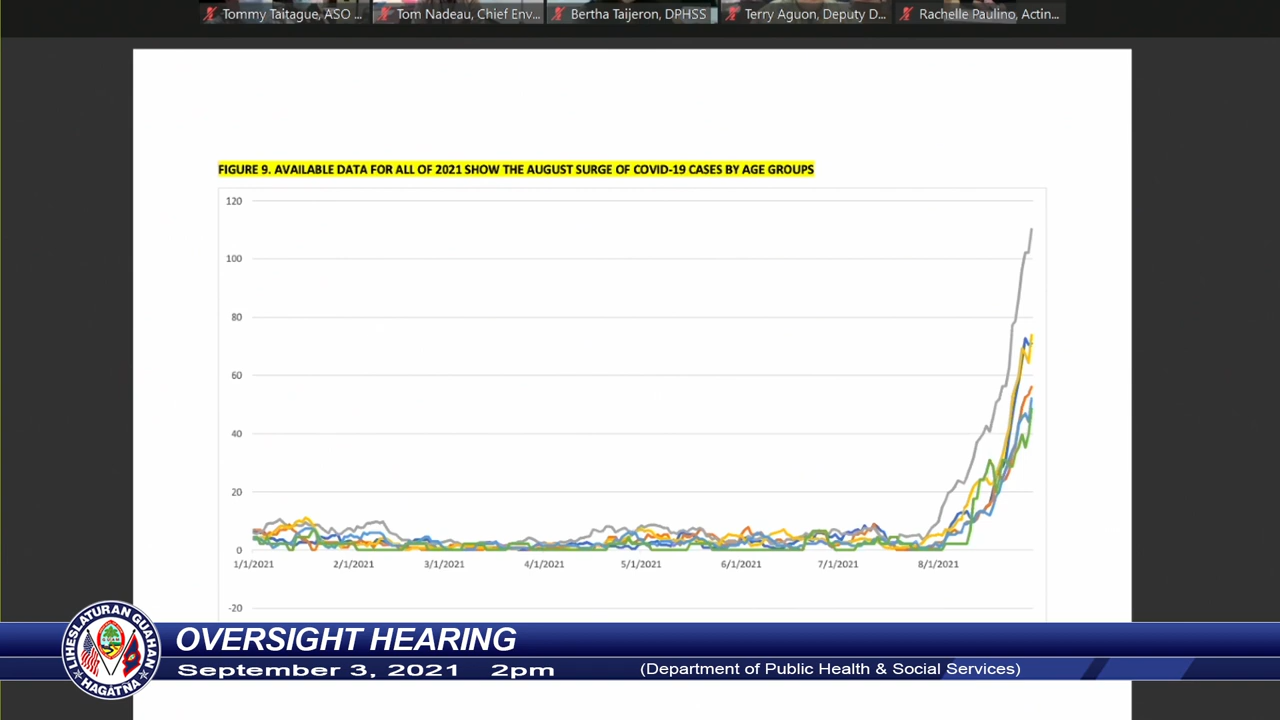 Tommy Taitague, ASO ...
Tom Nadeau, Chief Env...
Bertha Taijeron, DPHSS
Terry Aguon, Deputy D...
Rachelle Paulino, Actin...
FIGURE 9. AVAILABLE DATA FOR ALL OF 2021 SHOW THE AUGUST SURGE OF COVID-19 CASES BY AGE GROUPS
120
100
80
60
40
20
0
1/1/2021 2/1/2021 3/1/2021 4/1/2021 5/1/2021 6/1/2021 7/1/2021 8/1/2021
-20
LIHESLATURAN GUAHAN
HAGÅTÑA
OVERSIGHT HEARING
September 3, 2021 2pm
(Department of Public Health & Social Services)